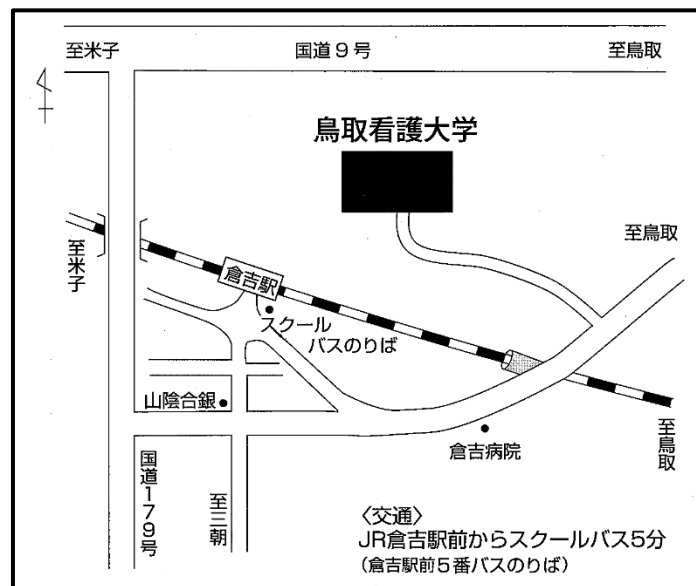 至米子
国道9号
至鳥取
鳥取看護大学
至鳥取
至米子
倉吉駅
スクール
バスのりば
山陰合銀
倉吉病院
至鳥取
国道179号
至三朝
〈交通〉
JR倉吉駅前からスクールバス5分
(倉吉駅前5番バスのりば)